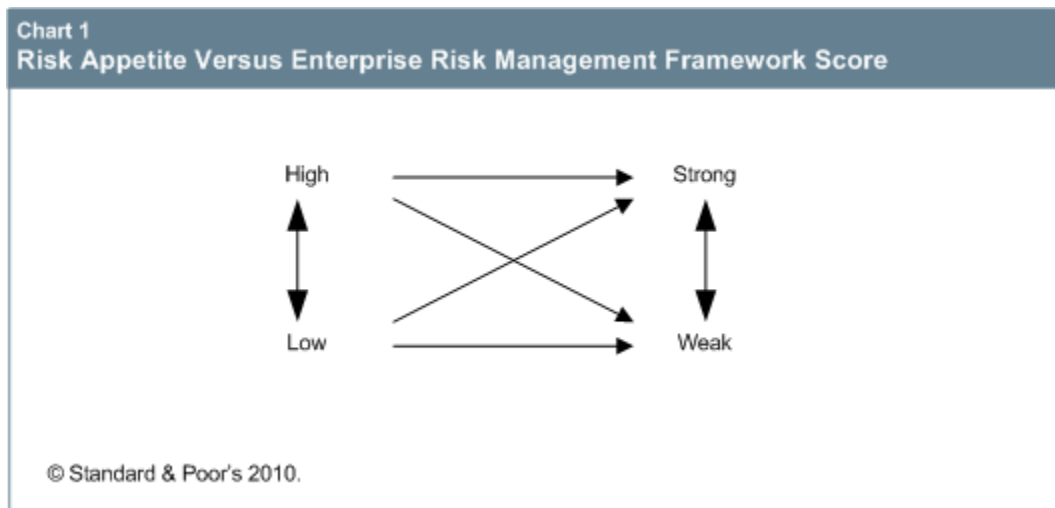 Chart 1
Risk Appetite Versus Enterprise Risk Management Framework Score
High Strong
Low Weak
© Standard & Poor's 2010.